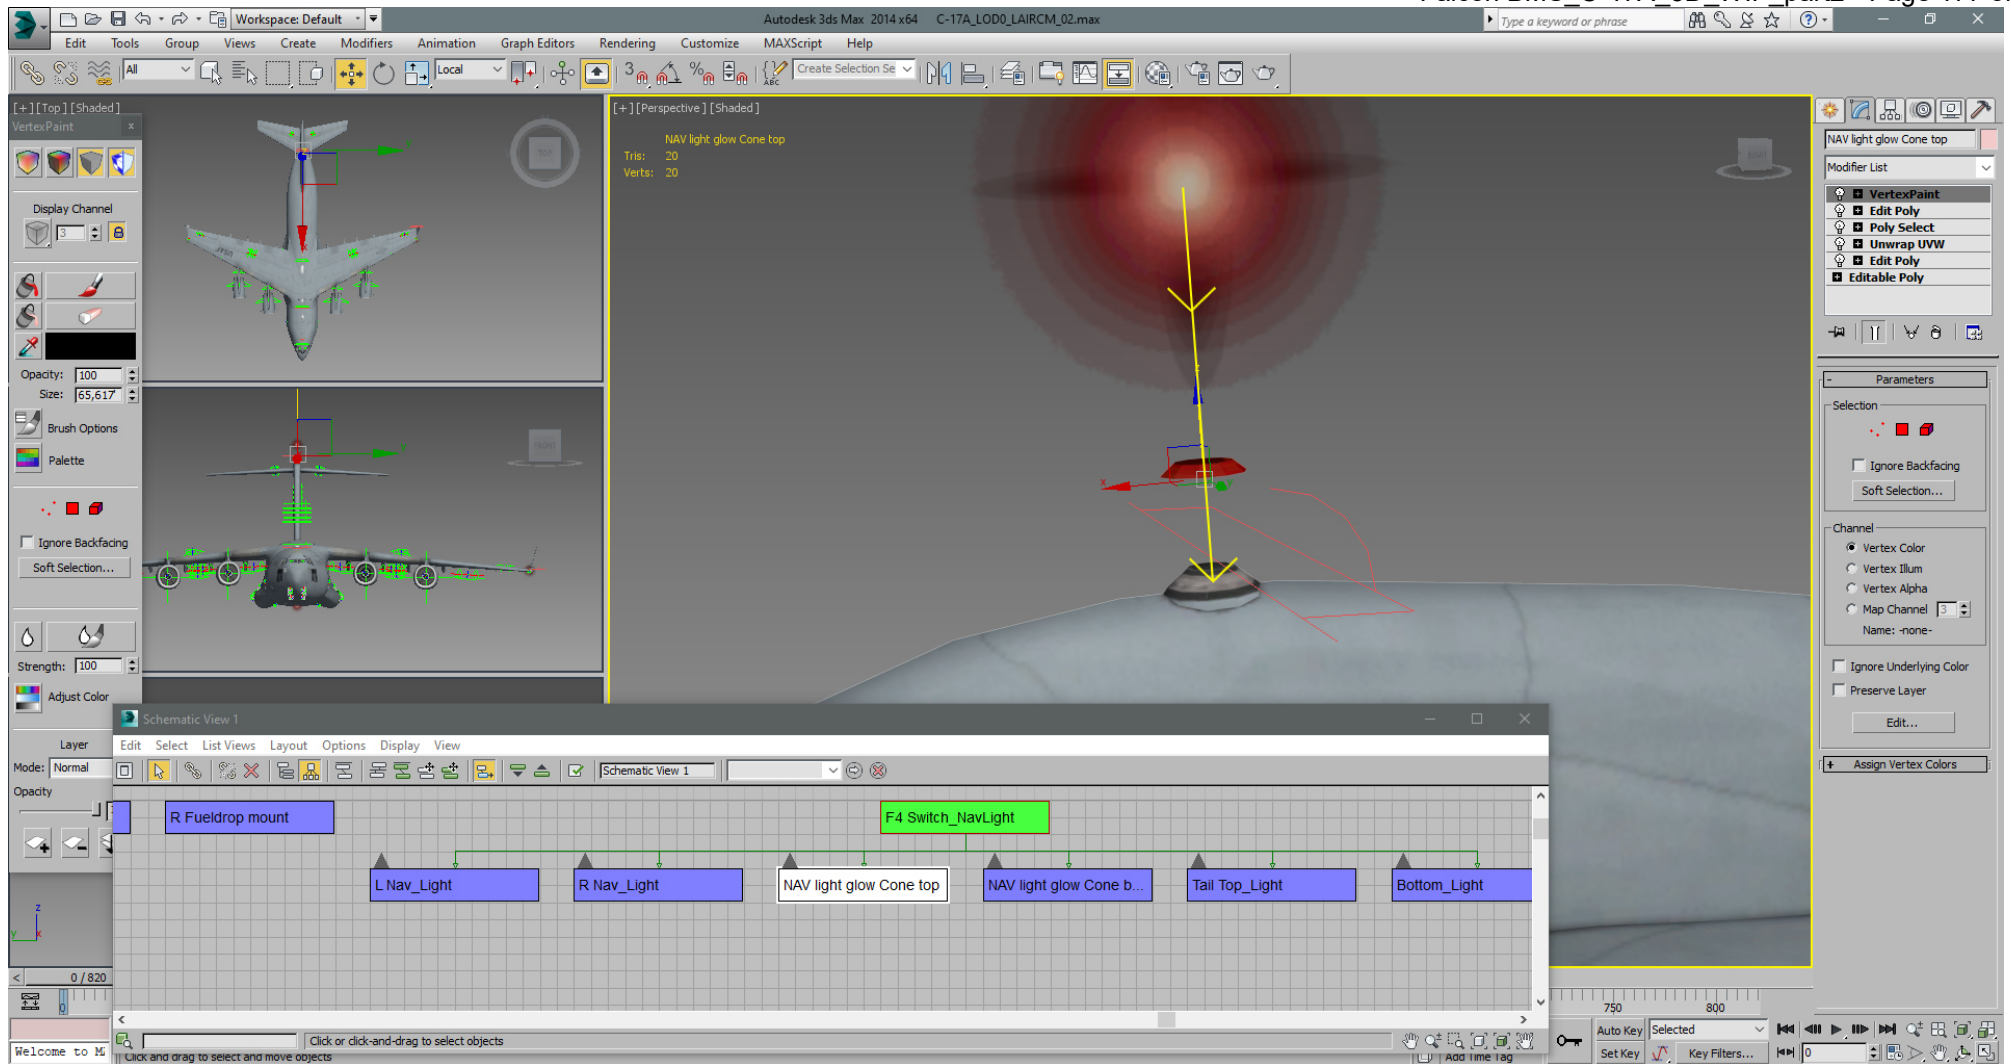 Workspace: Default
Autodesk 3ds Max 2014 x64 C-17A_LOD0_LAIRCM_02.max
Type a keyword or phrase
Edit Tools Group Views Create Modifiers Animation Graph Editors Rendering Customize MAXScript Help
All
Local
3
%
ABC
Create Selection Se
[+][Top][Shaded]
VertexPaint
x
Display Channel
3
Opacity: 100
Size: 65,617'
Brush Options
Palette
Ignore Backfacing
Soft Selection...
Strength: 100
Adjust Color
Layer
Mode: Normal
Opacity
TOP
FRONT
[+][Perspective][Shaded]
NAV light glow Cone top
Tris: 20
Verts: 20
x
y
z
NAV light glow Cone top
Modifier List
VertexPaint
Edit Poly
Poly Select
Unwrap UVW
Edit Poly
Editable Poly
- Parameters
Selection
Ignore Backfacing
Soft Selection...
Channel
Vertex Color
Vertex Illum
Vertex Alpha
Map Channel 3
Name: -none-
Ignore Underlying Color
Preserve Layer
Edit...
+ Assign Vertex Colors
Schematic View 1
Edit Select List Views Layout Options Display View
Schematic View 1
R Fueldrop mount
F4 Switch_NavLight
L Nav_Light
R Nav_Light
NAV light glow Cone top
NAV light glow Cone b...
Tail Top_Light
Bottom_Light
Click or click-and-drag to select objects
z
y
x
0 / 820
0
750
800
Welcome to M
Click and drag to select and move objects
Add Time Tag
Auto Key
Selected
Set Key
Key Filters...
0